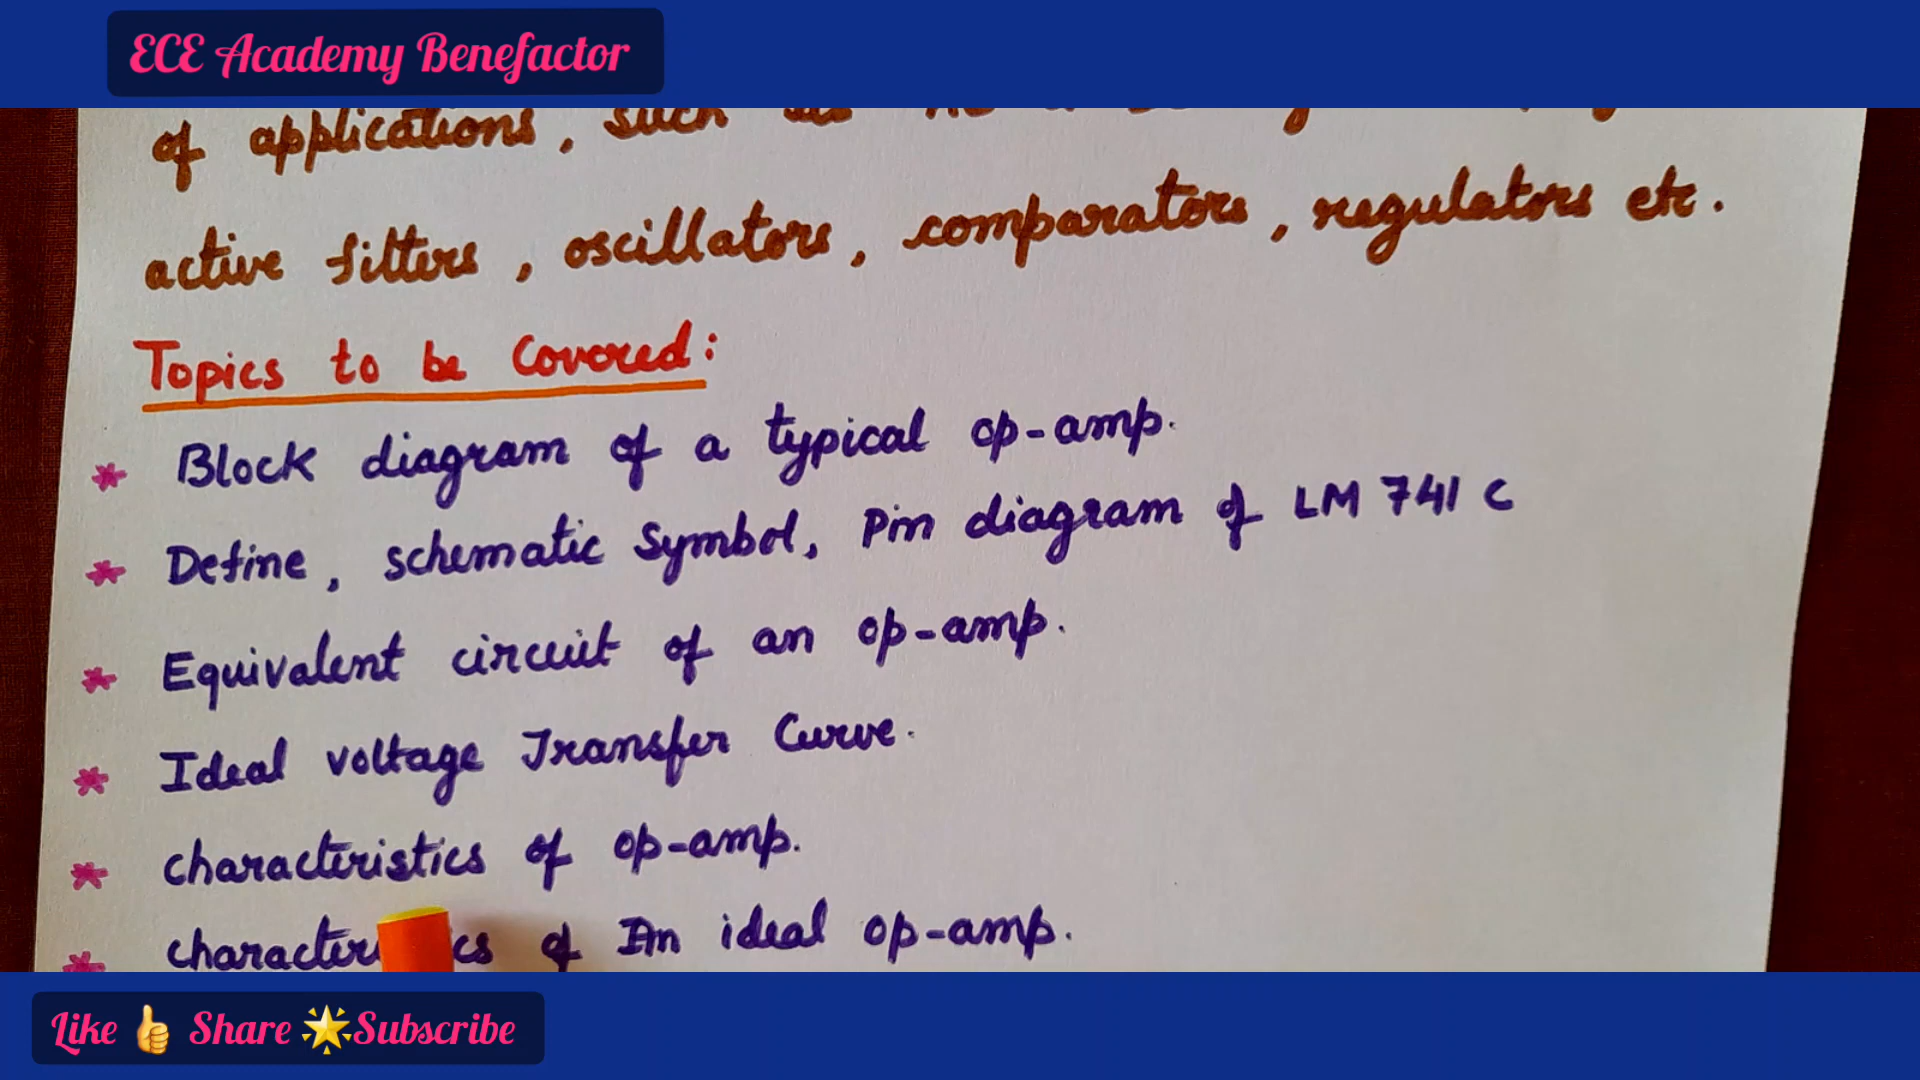 ECE Academy Benefactor
of applications, such as
active filters, oscillators, comparators, regulators etc.
Topics to be Covered:
* Block diagram of a typical op-amp.
* Define, schematic Symbol, Pin diagram of LM 741 C
* Equivalent circuit of an op-amp.
* Ideal voltage Transfer Curve.
* characteristics of op-amp.
* of An ideal op-amp.
Like 👍 Share 🌟Subscribe